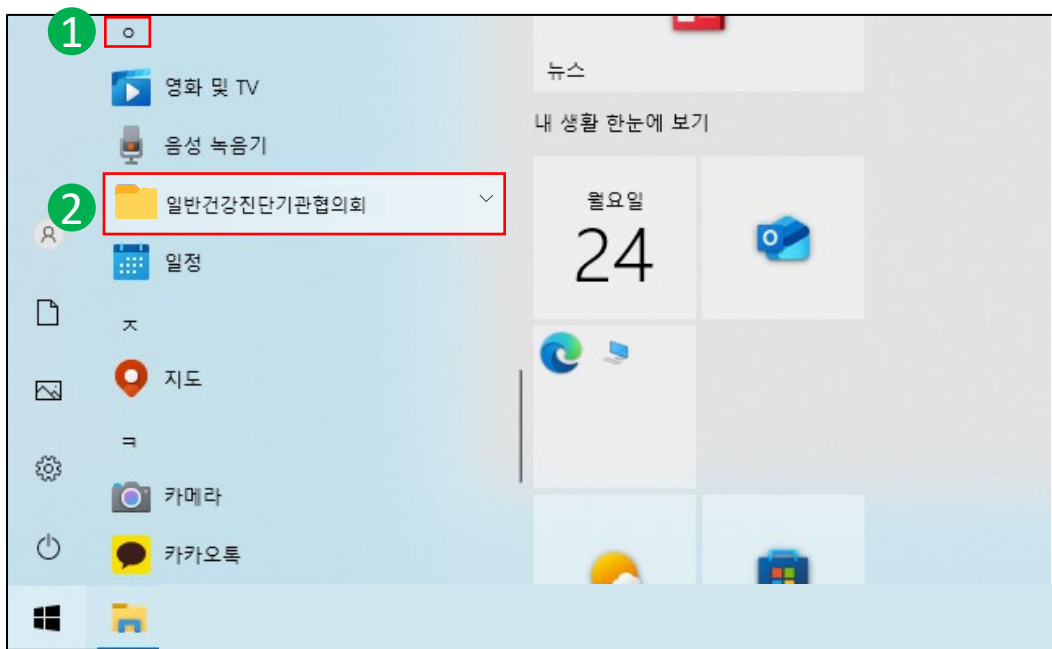 1
ㅇ
영화 및 TV
음성 녹음기
2
일반건강진단기관협의회
일정
ㅈ
지도
ㅋ
카메라
카카오톡
뉴스
내 생활 한눈에 보기
월요일
24